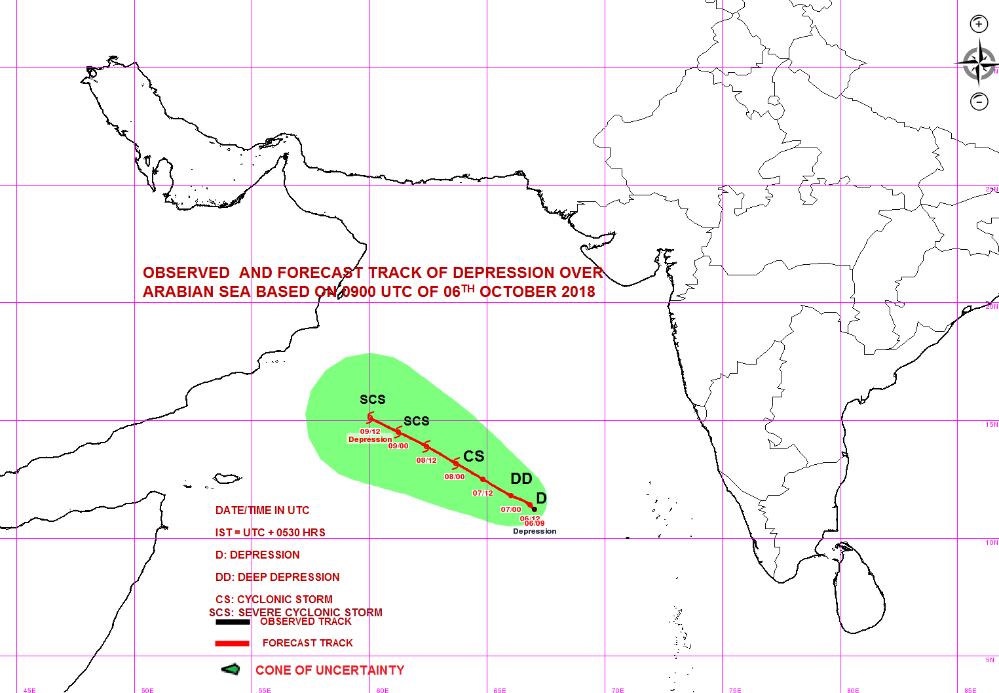 +
N
−
25N
OBSERVED AND FORECAST TRACK OF DEPRESSION OVER
ARABIAN SEA BASED ON 0900 UTC OF 06TH OCTOBER 2018
20N
SCS
SCS
15N
09/12
Depression
09/00
08/12
CS
08/00
DD
07/12
D
07/00
06/12
06/09
Depression
DATE/TIME IN UTC
IST = UTC + 0530 HRS
10N
D: DEPRESSION
DD: DEEP DEPRESSION
CS: CYCLONIC STORM
SCS: SEVERE CYCLONIC STORM
OBSERVED TRACK
FORECAST TRACK
5N
CONE OF UNCERTAINTY
45E 50E 55E 60E 65E 70E 75E 80E 85E